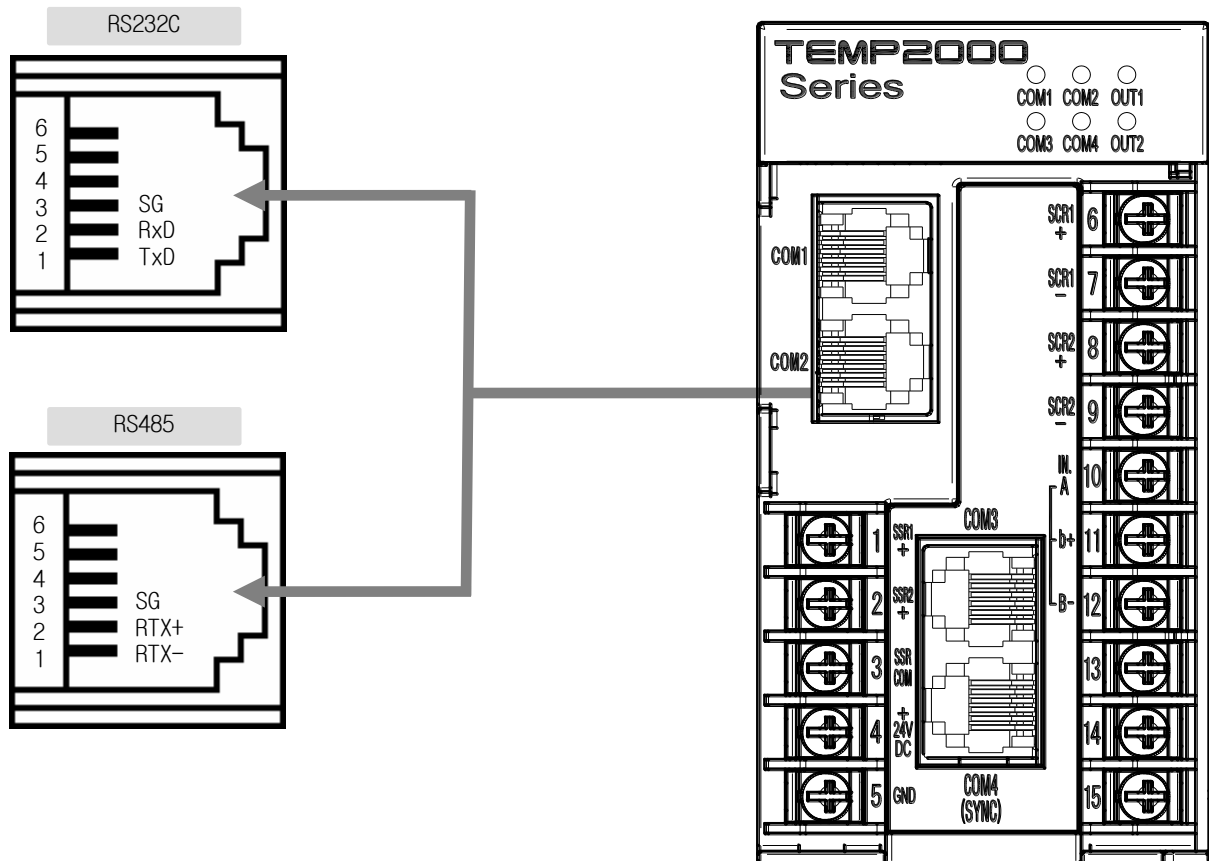 RS232C
6
5
4
3 SG
2 RxD
1 TxD
RS485
6
5
4
3 SG
2 RTX+
1 RTX-
TEMP2000
Series
COM1 COM2 OUT1
COM3 COM4 OUT2
COM1
COM2
SCR1
+
6
SCR1
-
7
SCR2
+
8
SCR2
-
9
IN.
A
10
b+ 11
B- 12
13
14
15
1 SSR1
+
2 SSR2
+
3 SSR
COM
4 +
24V
DC
5 GND
COM3
COM4
(SYNC)